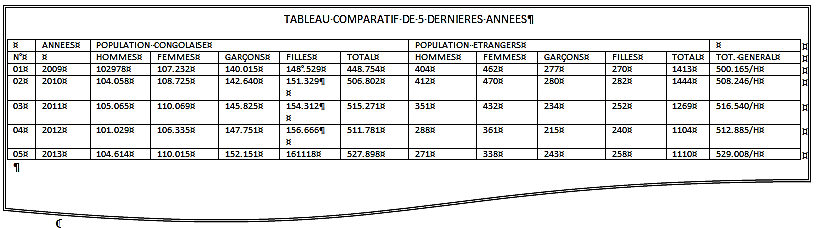 TABLEAU COMPARATIF DE 5 DERNIERES ANNEES
ANNEES POPULATION CONGOLAISE POPULATION ETRANGERS
N° HOMMES FEMMES GARÇONS FILLES TOTAL HOMMES FEMMES GARÇONS FILLES TOTAL TOT. GENERAL
01 2009 102978 107.232 140.015 148°.529 448.754 404 462 277 270 1413 500.165/H
02 2010 104.058 108.725 142.640 151.329 506.802 412 470 280 282 1444 508.246/H
03 2011 105.065 110.069 145.825 154.312 515.271 351 432 234 252 1269 516.540/H
04 2012 101.029 106.335 147.751 156.666 511.781 288 361 215 240 1104 512.885/H
05 2013 104.614 110.015 152.151 161118 527.898 271 338 243 258 1110 529.008/H